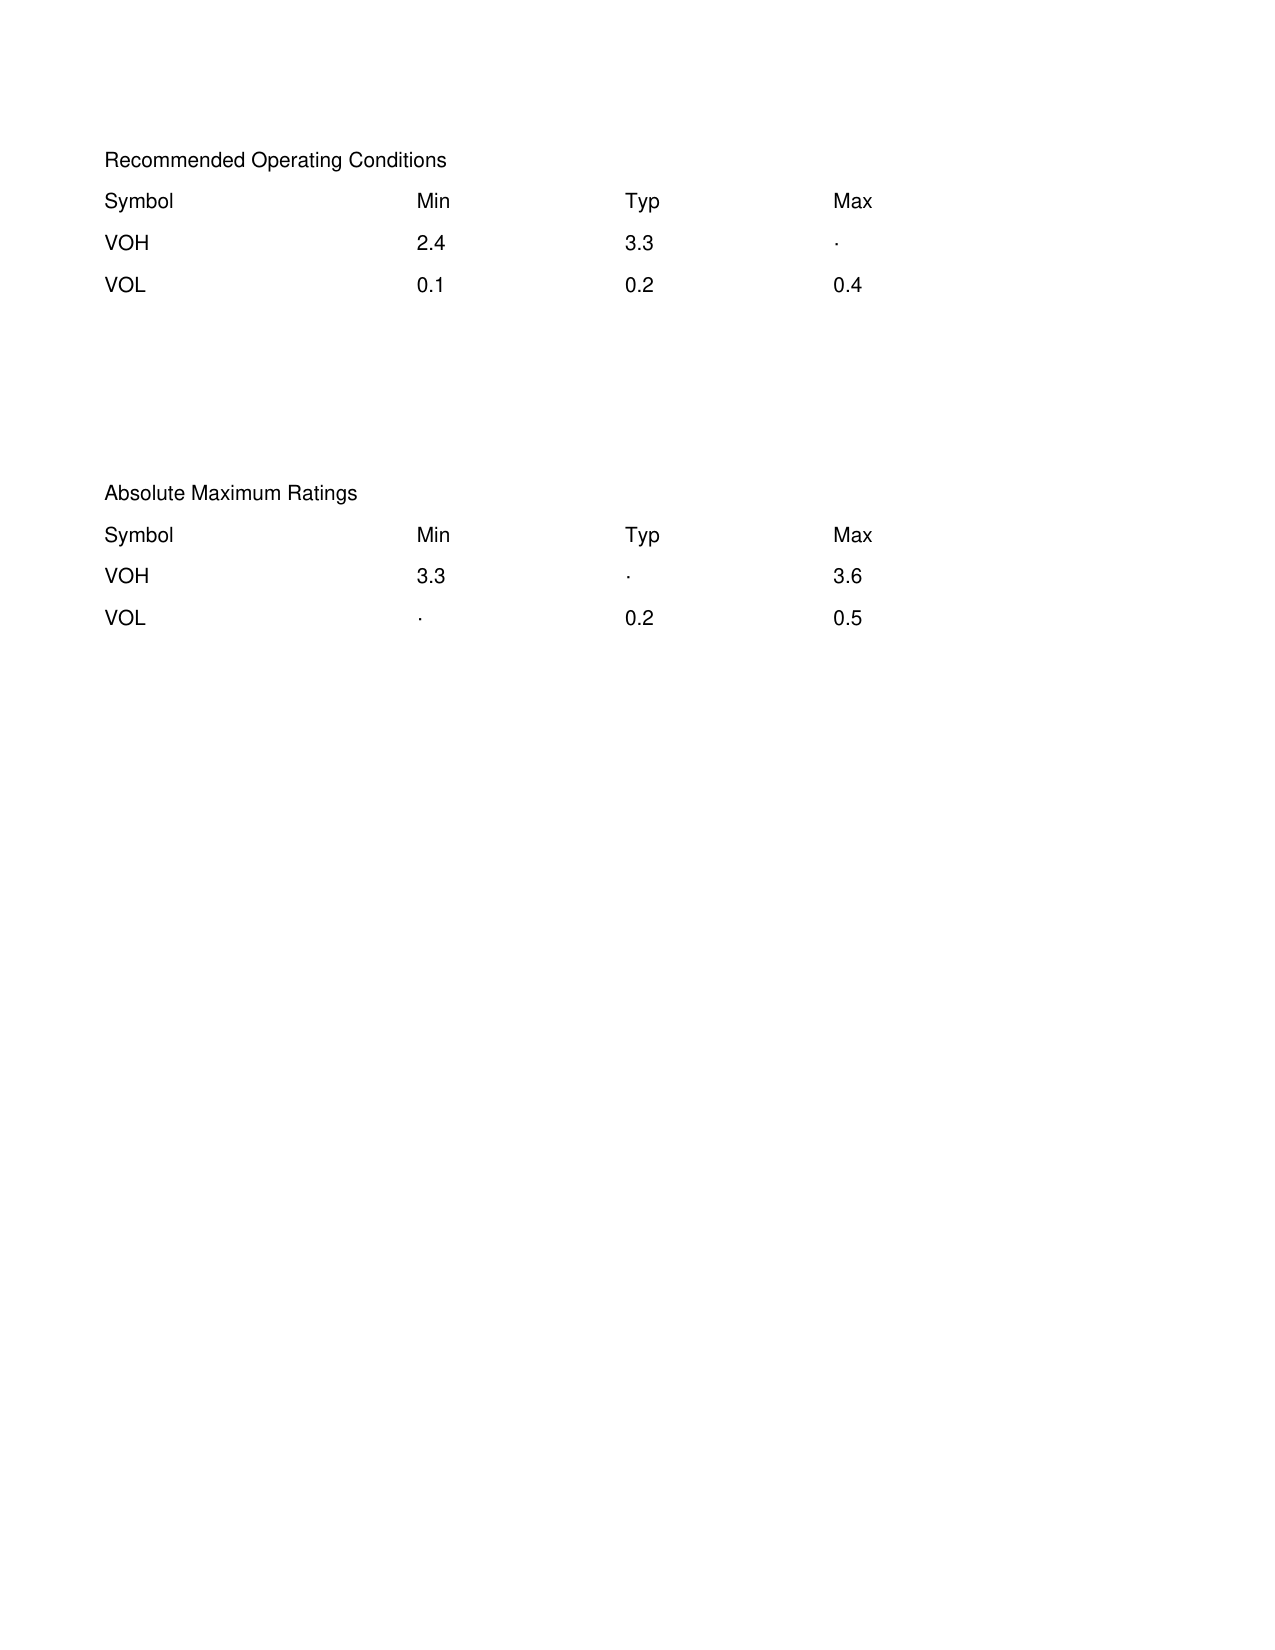 Recommended Operating Conditions
Symbol Min Typ Max
VOH 2.4 3.3 ·
VOL 0.1 0.2 0.4
Absolute Maximum Ratings
Symbol Min Typ Max
VOH 3.3 · 3.6
VOL · 0.2 0.5